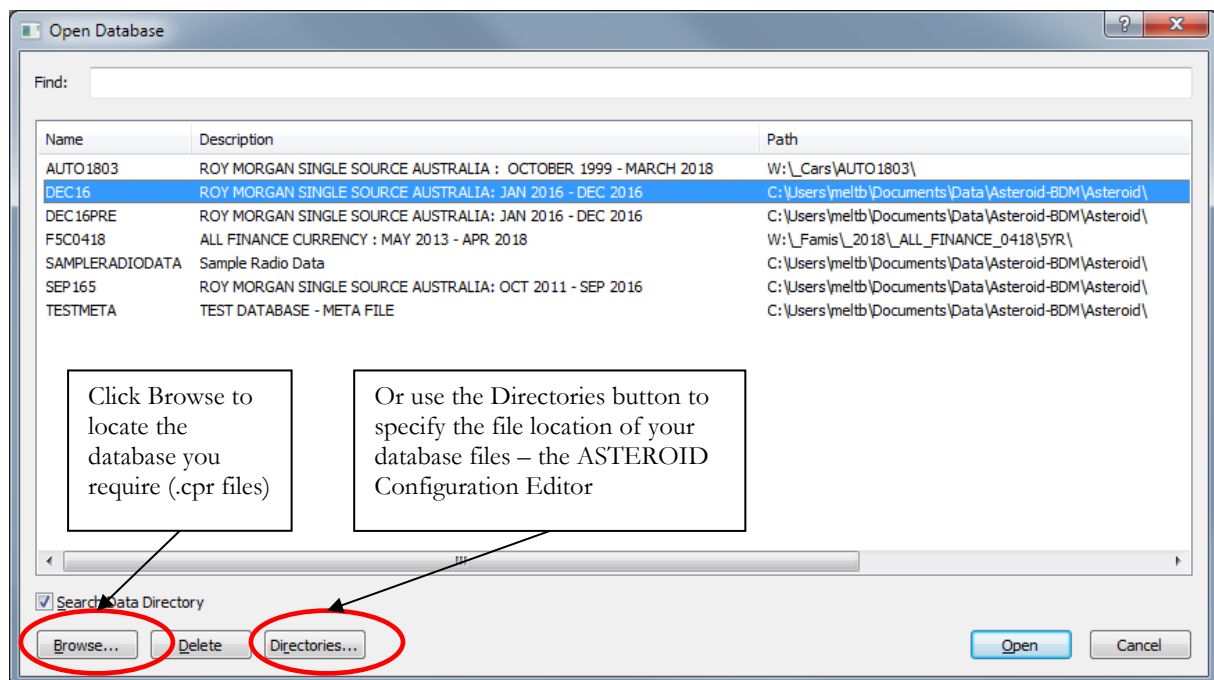 Open Database
Find:
Name Description Path
AUTO1803 ROY MORGAN SINGLE SOURCE AUSTRALIA : OCTOBER 1999 - MARCH 2018 W:\_Cars\AUTO1803\
DEC16 ROY MORGAN SINGLE SOURCE AUSTRALIA: JAN 2016 - DEC 2016 C:\Users\meltb\Documents\Data\Asteroid-BDM\Asteroid\
DEC16PRE ROY MORGAN SINGLE SOURCE AUSTRALIA: JAN 2016 - DEC 2016 C:\Users\meltb\Documents\Data\Asteroid-BDM\Asteroid\
F5C0418 ALL FINANCE CURRENCY : MAY 2013 - APR 2018 W:\_Famis\_2018\_ALL_FINANCE_0418\5YR\
SAMPLERADIODATA Sample Radio Data C:\Users\meltb\Documents\Data\Asteroid-BDM\Asteroid\
SEP165 ROY MORGAN SINGLE SOURCE AUSTRALIA: OCT 2011 - SEP 2016 C:\Users\meltb\Documents\Data\Asteroid-BDM\Asteroid\
TESTMETA TEST DATABASE - META FILE C:\Users\meltb\Documents\Data\Asteroid-BDM\Asteroid\
Click Browse to
locate the
database you
require (.cpr files)
Or use the Directories button to
specify the file location of your
database files – the ASTEROID
Configuration Editor
Search Data Directory
Browse... Delete Directories... Open Cancel